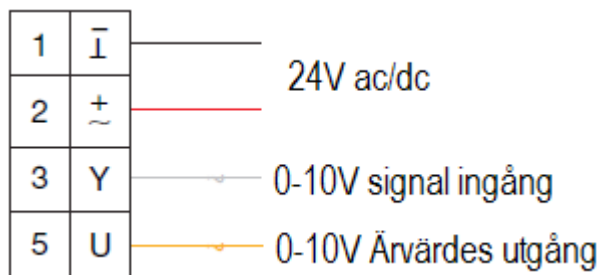 1 ⊥
24V ac/dc
2 +
~
3 Y 0-10V signal ingång
5 U 0-10V Ärvärdes utgång